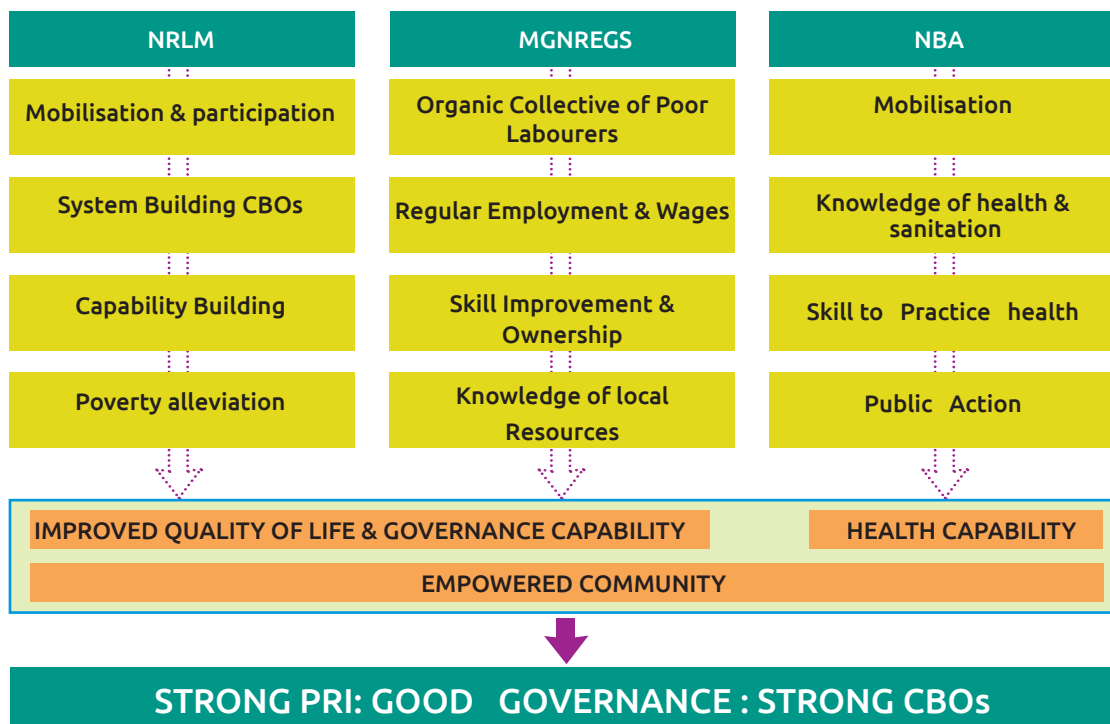 NRLM
Mobilisation & participation
System Building CBOs
Capability Building
Poverty alleviation
MGNREGS
Organic Collective of Poor
Labourers
Regular Employment & Wages
Skill Improvement &
Ownership
Knowledge of local
Resources
NBA
Mobilisation
Knowledge of health &
sanitation
Skill to Practice health
Public Action
IMPROVED QUALITY OF LIFE & GOVERNANCE CAPABILITY
HEALTH CAPABILITY
EMPOWERED COMMUNITY
STRONG PRI: GOOD GOVERNANCE : STRONG CBOs